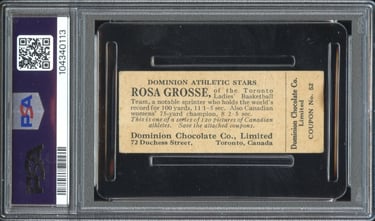 104340113
PSA
DOMINION ATHLETIC STARS
ROSA GROSSE, of the Toronto
Ladies' Basketball
Team, a notable sprinter who holds the world's
record for 100 yards, 11 1-5 sec. Also Canadian
womens' 75-yard champion, 8 2-5 sec.
This is one of a series of 120 pictures of Canadian
athletes. Save the attached coupons.
Dominion Chocolate Co., Limited
72 Duchess Street, Toronto, Canada
Dominion Chocolate Co.
Limited
COUPON No. 52